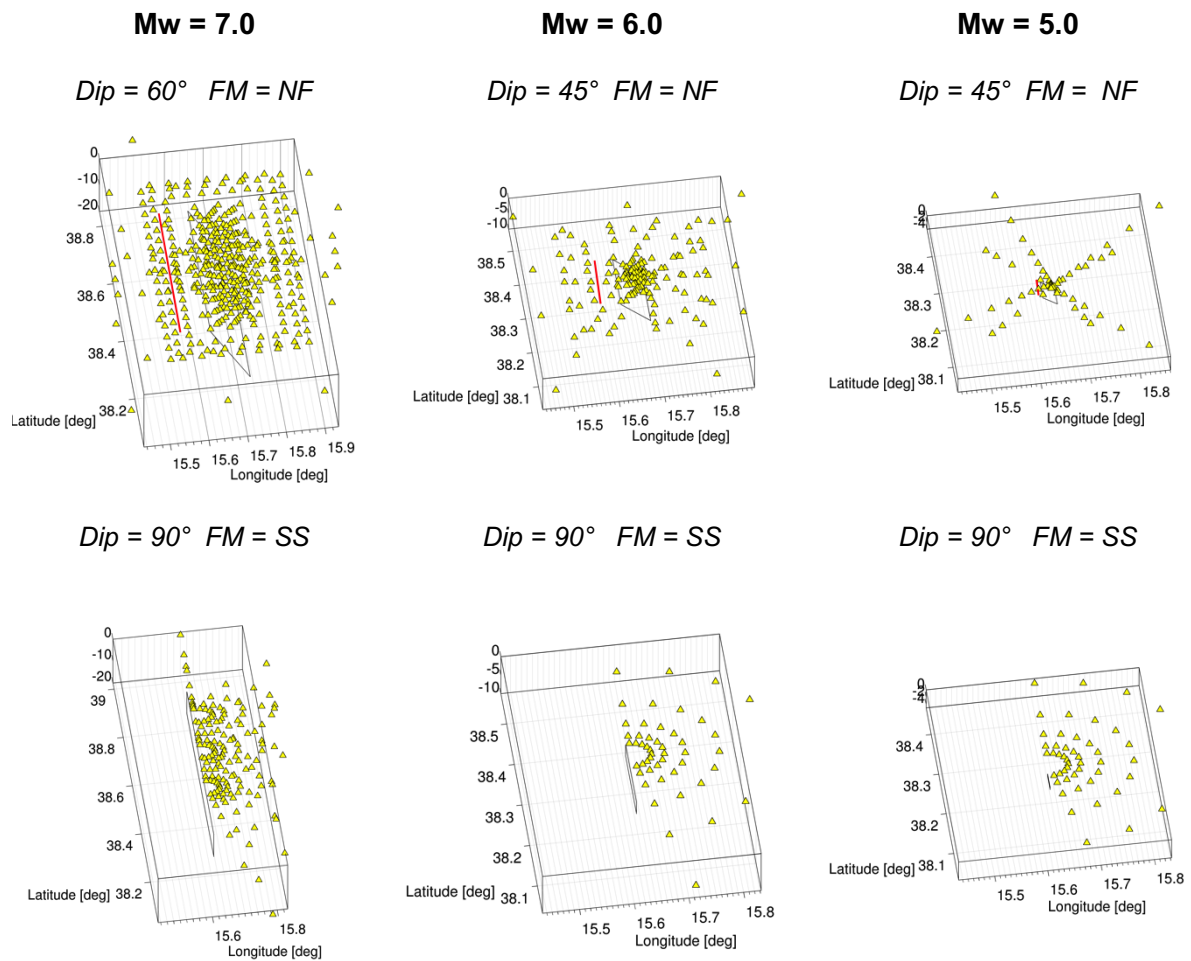 Mw = 7.0 Mw = 6.0 Mw = 5.0
Dip = 60° FM = NF Dip = 45° FM = NF Dip = 45° FM = NF
0
-10
-20
38.8
38.6
38.4
38.2
Latitude [deg]
15.5 15.6 15.7 15.8 15.9
Longitude [deg]
0
-5
-10
38.5
38.4
38.3
38.2
Latitude [deg] 38.1
15.5 15.6 15.7 15.8
Longitude [deg]
0
38.4
38.3
38.2
Latitude [deg] 38.1
15.5 15.6 15.7 15.8
Longitude [deg]
Dip = 90° FM = SS Dip = 90° FM = SS Dip = 90° FM = SS
0
-10
-20
39
38.8
38.6
38.4
Latitude [deg] 38.2
15.6 15.8
Longitude [deg]
0
-5
-10
38.5
38.4
38.3
38.2
Latitude [deg] 38.1
15.5 15.6 15.7 15.8
Longitude [deg]
0
38.4
38.3
38.2
Latitude [deg] 38.1
15.5 15.6 15.7 15.8
Longitude [deg]